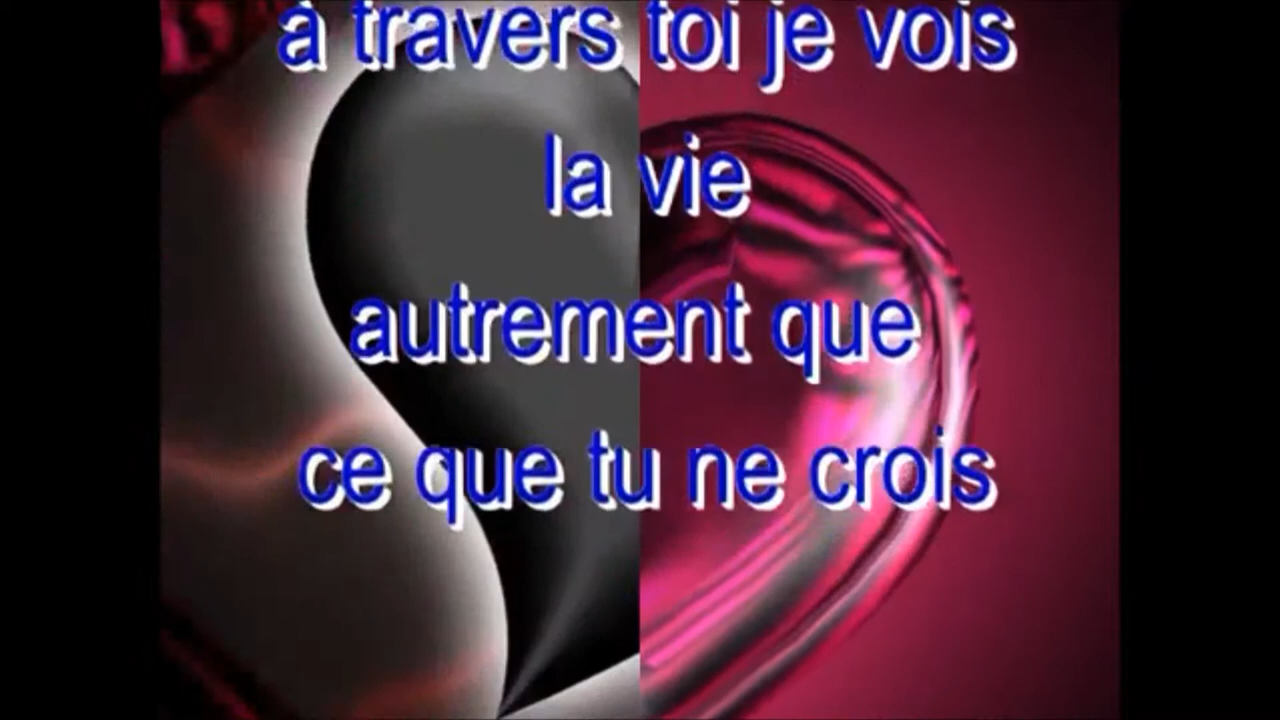 à travers toi je vois
la vie
autrement que
ce que tu ne crois